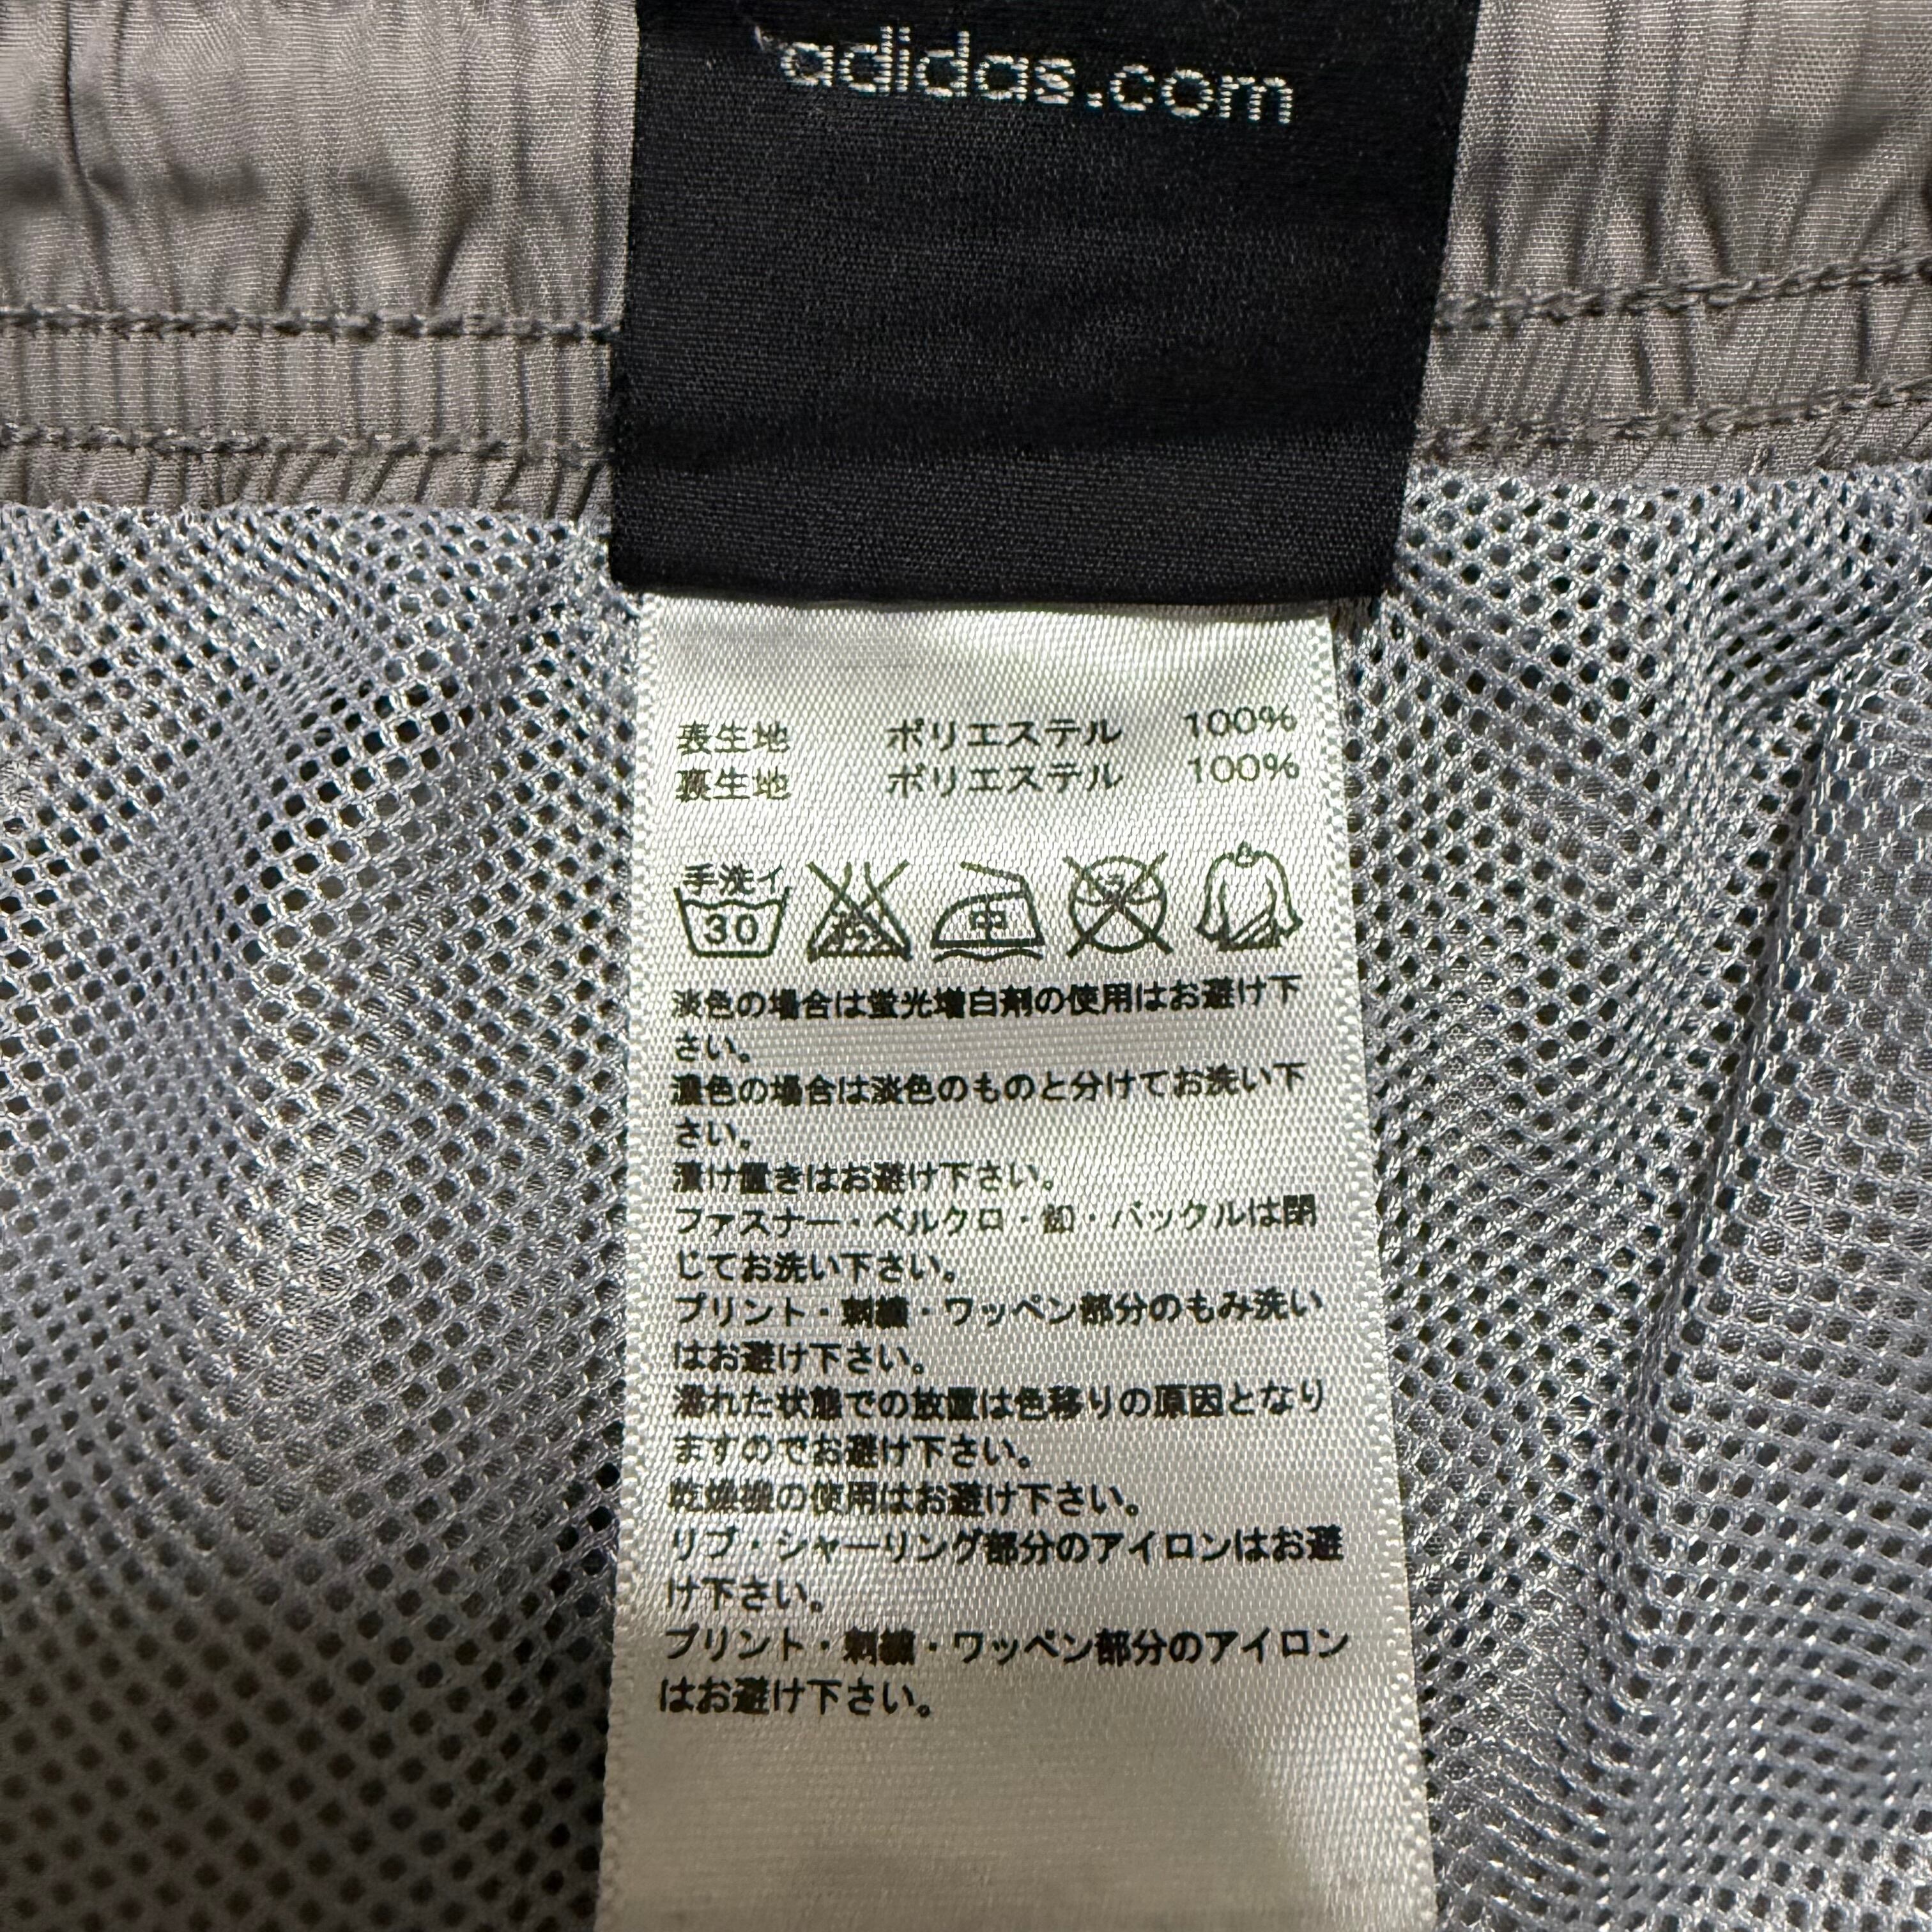 adidas.com
表生地 ポリエステル 100%
裏生地 ポリエステル 100%
手洗イ
30 中
淡色の場合は蛍光増白剤の使用はお避け下
さい。
濃色の場合は淡色のものと分けてお洗い下
さい。
漬け置きはお避け下さい。
ファスナー・ベルクロ・釦・バックルは閉
じてお洗い下さい。
プリント・刺繍・ワッペン部分のもみ洗い
はお避け下さい。
濡れた状態での放置は色移りの原因となり
ますのでお避け下さい。
乾燥機の使用はお避け下さい。
リブ・シャーリング部分のアイロンはお避
け下さい。
プリント・刺繍・ワッペン部分のアイロン
はお避け下さい。